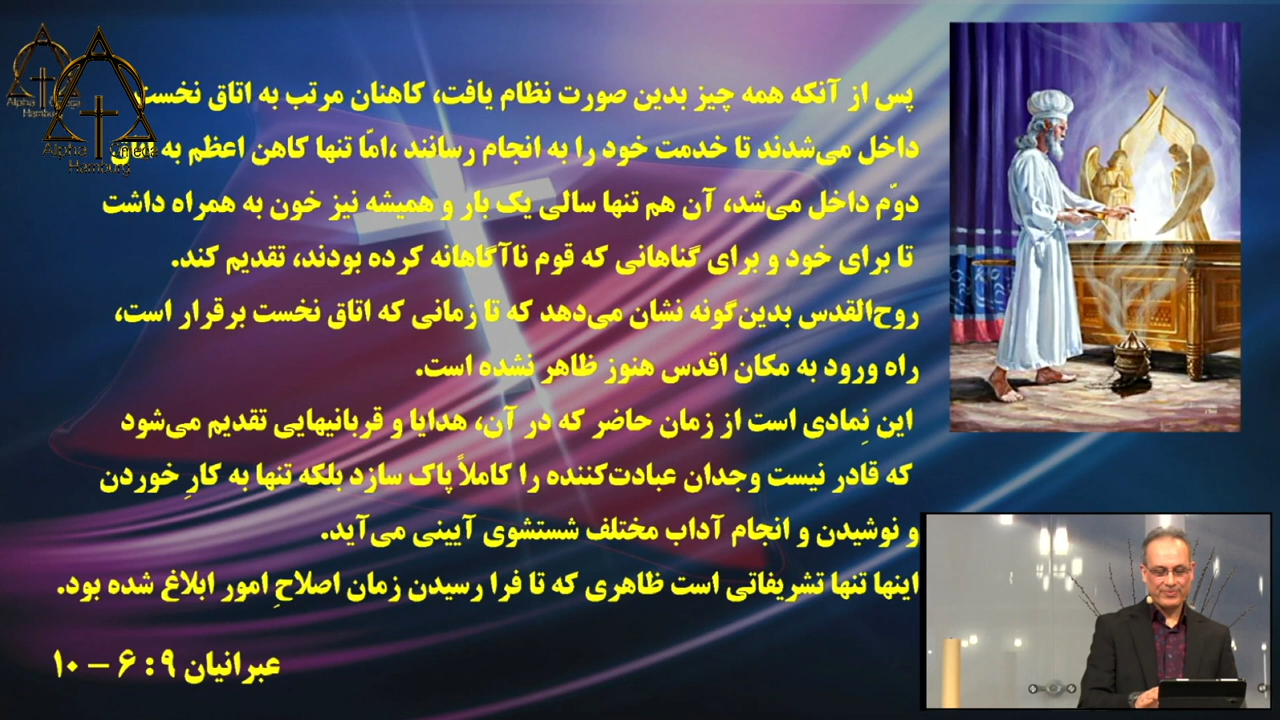 پس از آنکه همه چیز بدین صورت نظام یافت، کاهنان مرتب به اتاق نخست
داخل می‌شدند تا خدمت خود را به انجام رسانند ،امّا تنها کاهن اعظم به
دوّم داخل می‌شد، آن هم تنها سالی یک بار و همیشه نیز خون به همراه داشت
تا برای خود و برای گناهانی که قوم ناآگاهانه کرده بودند، تقدیم کند.
روح‌القدس بدین‌گونه نشان می‌دهد که تا زمانی که اتاق نخست برقرار است،
راه ورود به مکان اقدس هنوز ظاهر نشده است.
این نِمادی است از زمان حاضر که در آن، هدایا و قربانیهایی تقدیم می‌شود
که قادر نیست وجدان عبادت‌کننده را کاملاً پاک سازد بلکه تنها به کارِ خوردن
و نوشیدن و انجام آداب مختلف شستشوی آیینی می‌آید.
اینها تنها تشریفاتی است ظاهری که تا فرا رسیدن زمان اصلاحِ امور ابلاغ شده بود.
عبرانیان ۹ : ۶ – ۱۰
Alpha Omega
Hamburg
Alpha Omega
Hamburg